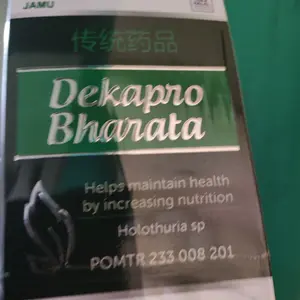 JAMU
传统药品
Dekapro
Bharata
Helps maintain health
by increasing nutrition
Holothuria sp
POMTR 233 008 201